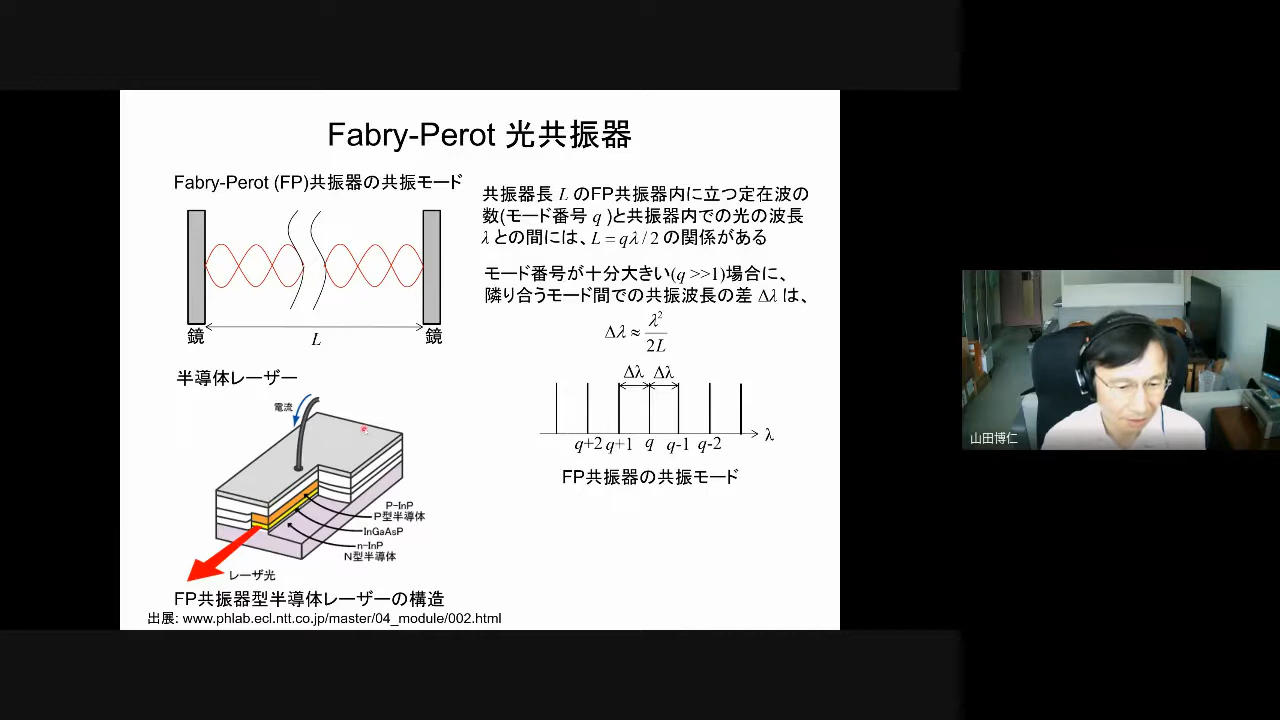 Fabry-Perot 光共振器
Fabry-Perot (FP)共振器の共振モード
鏡
L
鏡
共振器長 L のFP共振器内に立つ定在波の
数(モード番号 q )と共振器内での光の波長
λ との間には、L = qλ / 2 の関係がある
モード番号が十分大きい(q >>1)場合に、
隣り合うモード間での共振波長の差 Δλ は、
Δλ ≈ λ² / 2L
Δλ Δλ
λ
q+2 q+1 q q-1 q-2
FP共振器の共振モード
半導体レーザー
電流
P-InP
P型半導体
InGaAsP
n-InP
N型半導体
レーザ光
FP共振器型半導体レーザーの構造
出展: www.phlab.ecl.ntt.co.jp/master/04_module/002.html
山田博仁